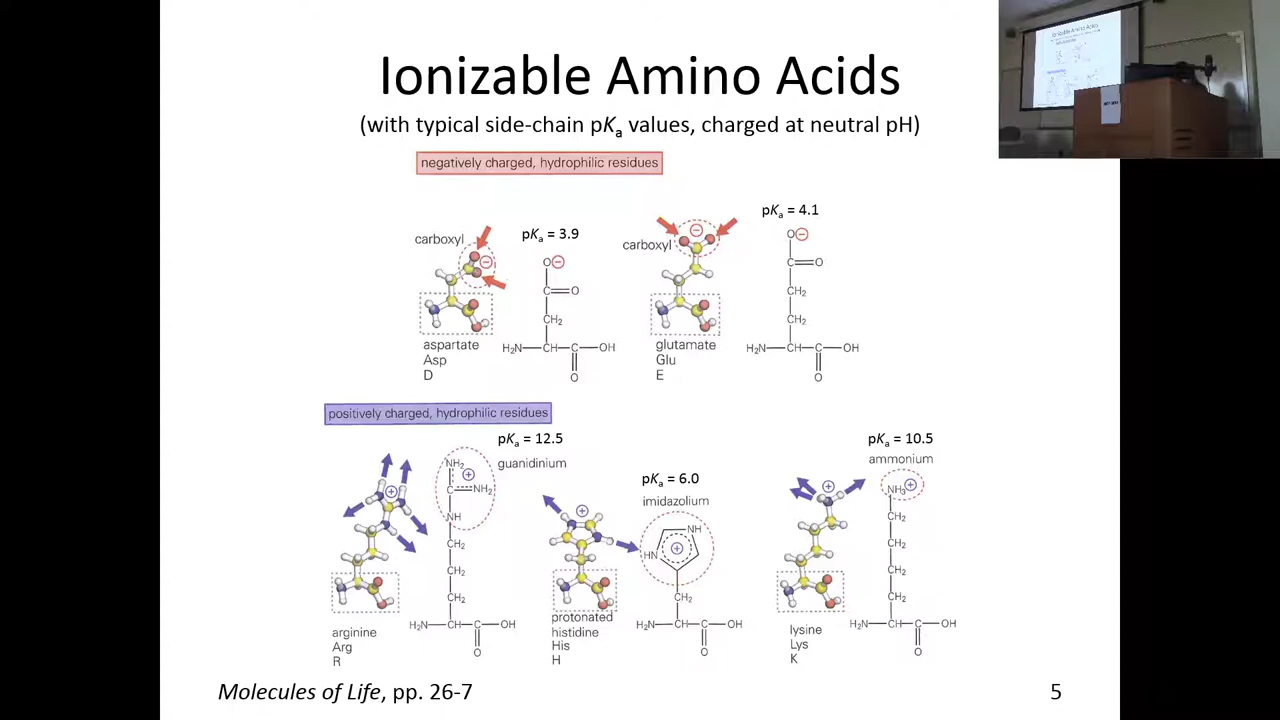 Ionizable Amino Acids
(with typical side-chain pKa values, charged at neutral pH)
negatively charged, hydrophilic residues
carboxyl
pKa = 3.9
O⊖
C=O
CH2
H2N—CH—C—OH
O
aspartate
Asp
D
carboxyl
pKa = 4.1
O⊖
C=O
CH2
CH2
H2N—CH—C—OH
O
glutamate
Glu
E
positively charged, hydrophilic residues
pKa = 12.5
guanidinium
NH2
C NH2
NH
CH2
CH2
CH2
H2N—CH—C—OH
O
arginine
Arg
R
pKa = 6.0
imidazolium
NH
HN
CH2
H2N—CH—C—OH
O
protonated
histidine
His
H
pKa = 10.5
ammonium
NH3⊕
CH2
CH2
CH2
CH2
H2N—CH—C—OH
O
lysine
Lys
K
Molecules of Life, pp. 26-7
5
Ionizable Amino Acids